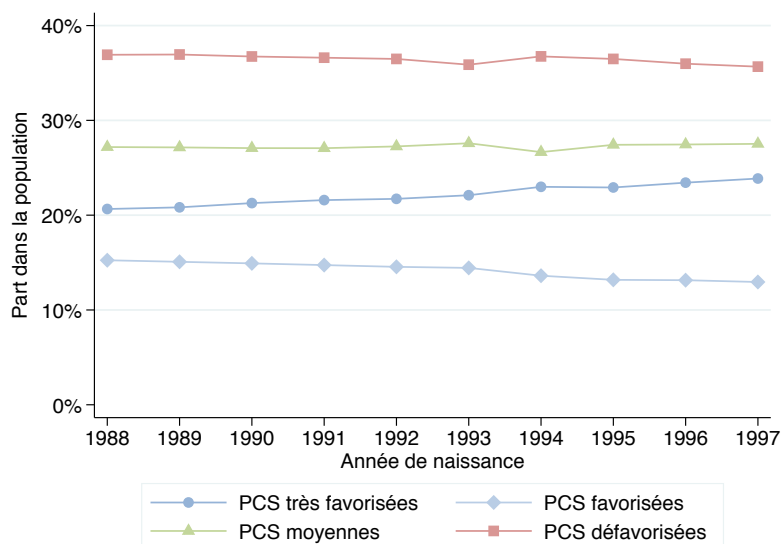 40%
30%
20%
10%
0%
Part dans la population
1988 1989 1990 1991 1992 1993 1994 1995 1996 1997
Année de naissance
PCS très favorisées PCS favorisées
PCS moyennes PCS défavorisées